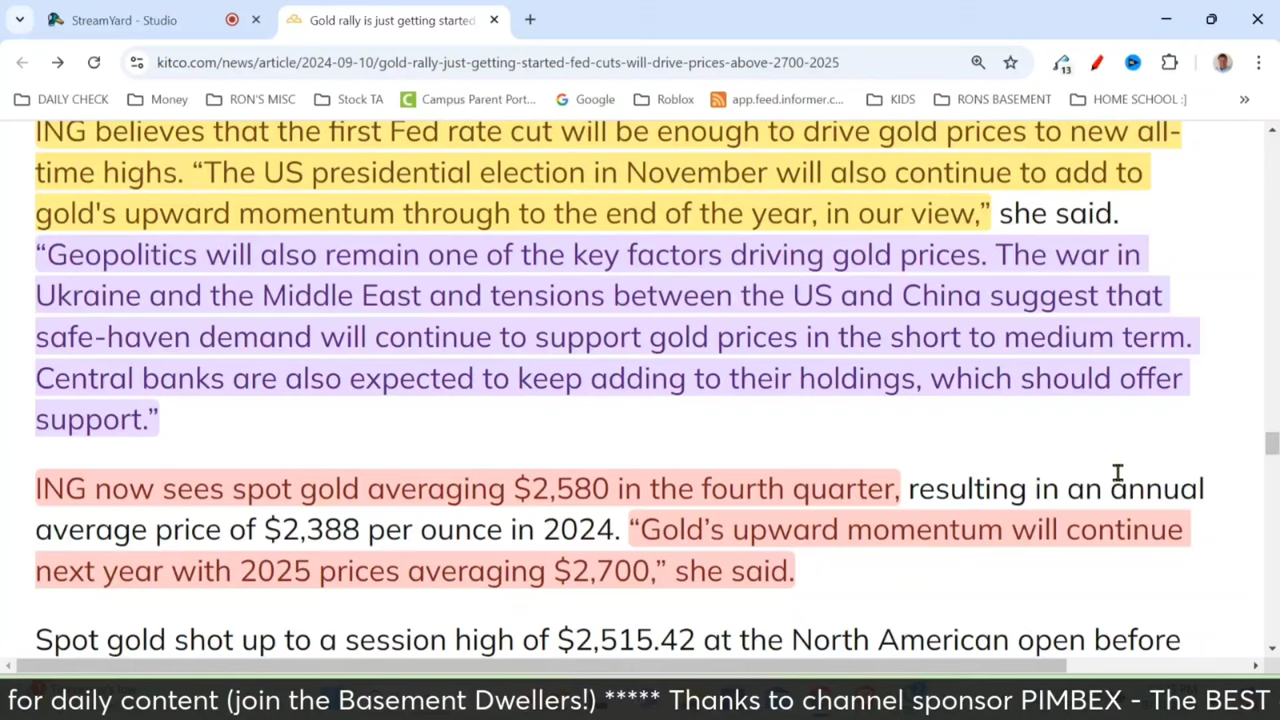 StreamYard - Studio
Gold rally is just getting started
kitco.com/news/article/2024-09-10/gold-rally-just-getting-started-fed-cuts-will-drive-prices-above-2700-2025
13
DAILY CHECK
Money
RON'S MISC
Stock TA
Campus Parent Port...
Google
Roblox
app.feed.informer.c...
KIDS
RONS BASEMENT
HOME SCHOOL :]
ING believes that the first Fed rate cut will be enough to drive gold prices to new all-
time highs. “The US presidential election in November will also continue to add to
gold's upward momentum through to the end of the year, in our view,” she said.
“Geopolitics will also remain one of the key factors driving gold prices. The war in
Ukraine and the Middle East and tensions between the US and China suggest that
safe-haven demand will continue to support gold prices in the short to medium term.
Central banks are also expected to keep adding to their holdings, which should offer
support.”
ING now sees spot gold averaging $2,580 in the fourth quarter, resulting in an annual
average price of $2,388 per ounce in 2024. “Gold’s upward momentum will continue
next year with 2025 prices averaging $2,700,” she said.
Spot gold shot up to a session high of $2,515.42 at the North American open before
for daily content (join the Basement Dwellers!) ***** Thanks to channel sponsor PIMBEX - The BEST